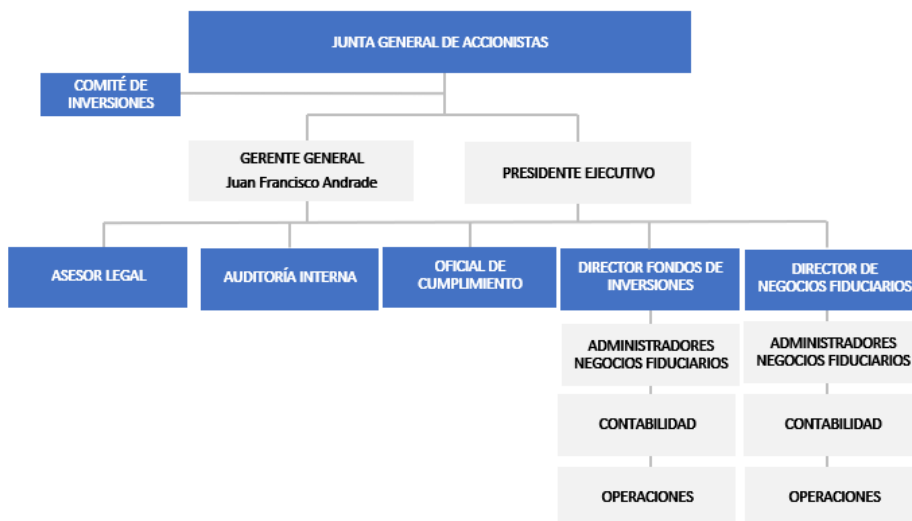 JUNTA GENERAL DE ACCIONISTAS
COMITÉ DE
INVERSIONES
GERENTE GENERAL
Juan Francisco Andrade
PRESIDENTE EJECUTIVO
ASESOR LEGAL
AUDITORÍA INTERNA
OFICIAL DE
CUMPLIMIENTO
DIRECTOR FONDOS DE
INVERSIONES
DIRECTOR DE
NEGOCIOS FIDUCIARIOS
ADMINISTRADORES
NEGOCIOS FIDUCIARIOS
ADMINISTRADORES
NEGOCIOS FIDUCIARIOS
CONTABILIDAD
CONTABILIDAD
OPERACIONES
OPERACIONES